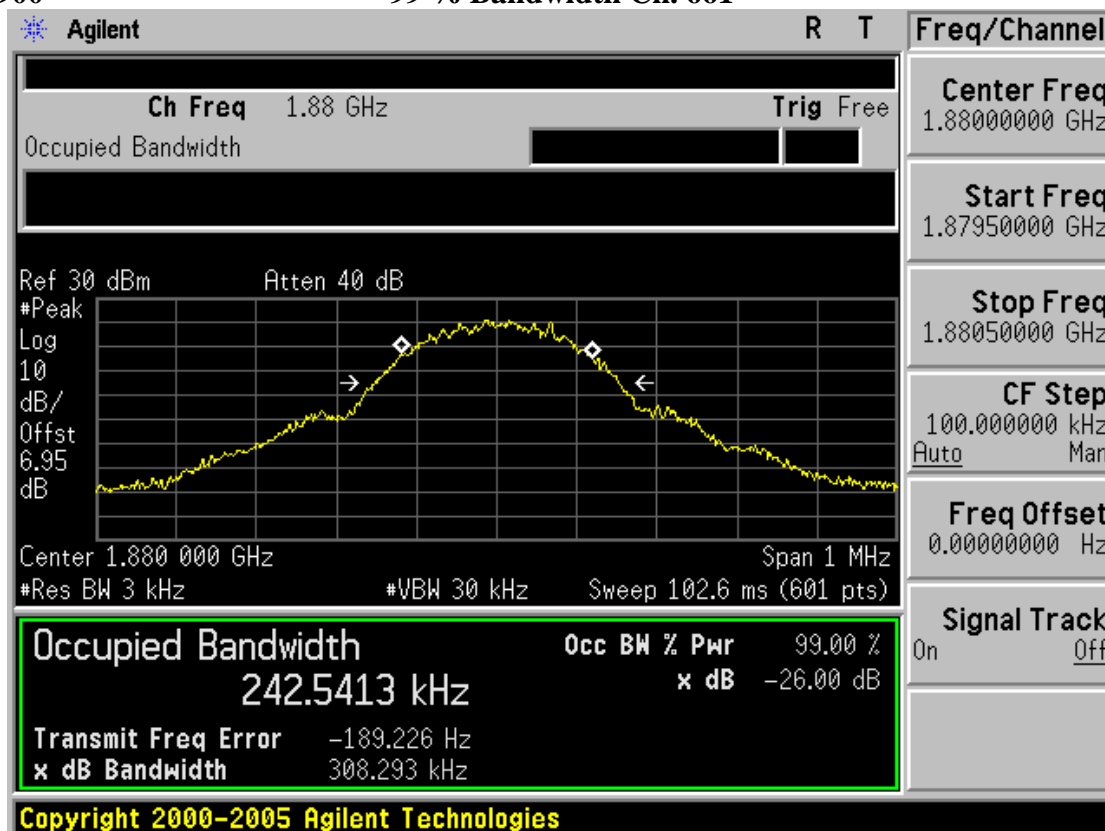 Agilent R T
Freq/Channel
Ch Freq 1.88 GHz Trig Free
Occupied Bandwidth
Center Freq
1.88000000 GHz
Start Freq
1.87950000 GHz
Stop Freq
1.88050000 GHz
CF Step
100.000000 kHz
Auto Man
Freq Offset
0.00000000 Hz
Signal Track
On Off
Ref 30 dBm Atten 40 dB
#Peak
Log
10
dB/
Offst
6.95
dB
Center 1.880 000 GHz Span 1 MHz
#Res BW 3 kHz #VBW 30 kHz Sweep 102.6 ms (601 pts)
Occupied Bandwidth
242.5413 kHz
Occ BW % Pwr 99.00 %
x dB -26.00 dB
Transmit Freq Error -189.226 Hz
x dB Bandwidth 308.293 kHz
Copyright 2000-2005 Agilent Technologies